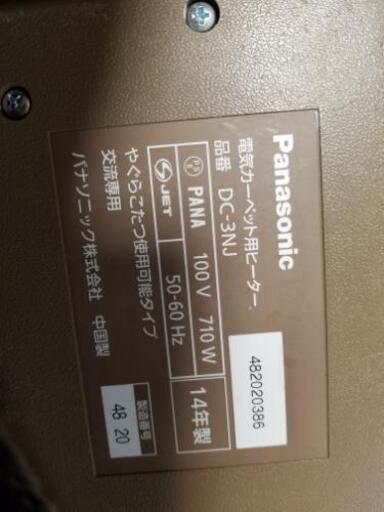 Panasonic
電気カーペット用ヒーター
品番 DC-3NJ
PS E
PANA 100 V 710 W
S JET 50-60 Hz
やぐらこたつ使用可能タイプ
交流専用
パナソニック株式会社 中国製
482020386
14年製
製造番号
48 20